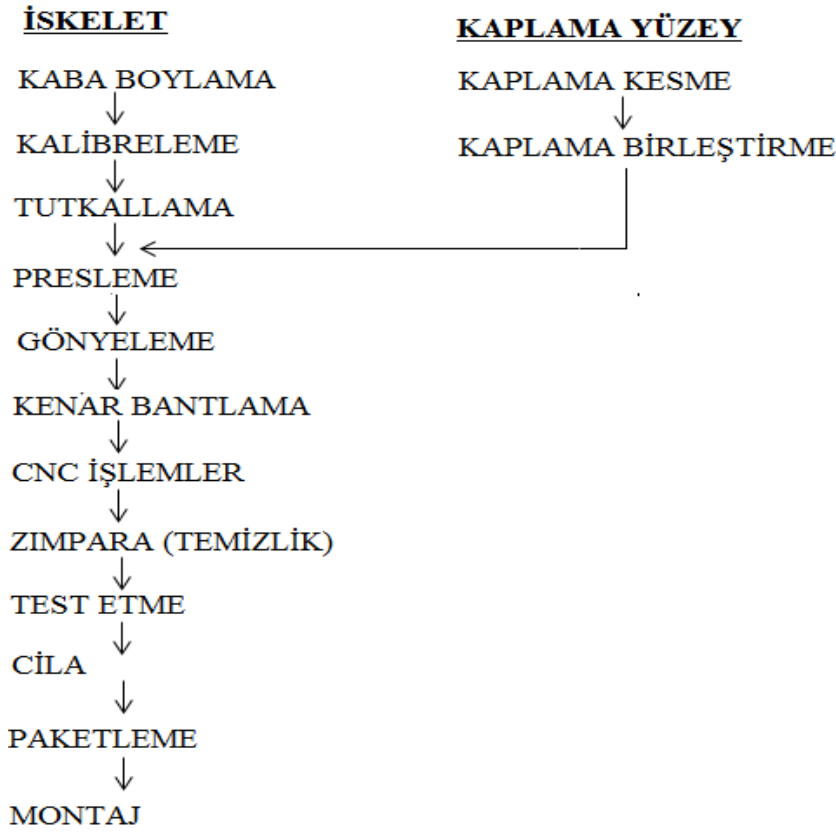 İSKELET
KABA BOYLAMA
KALİBRELEME
TUTKALLAMA
PRESLEME
GÖNYELEME
KENAR BANTLAMA
CNC İŞLEMLER
ZIMPARA (TEMİZLİK)
TEST ETME
CİLA
PAKETLEME
MONTAJ
KAPLAMA YÜZEY
KAPLAMA KESME
KAPLAMA BİRLEŞTİRME